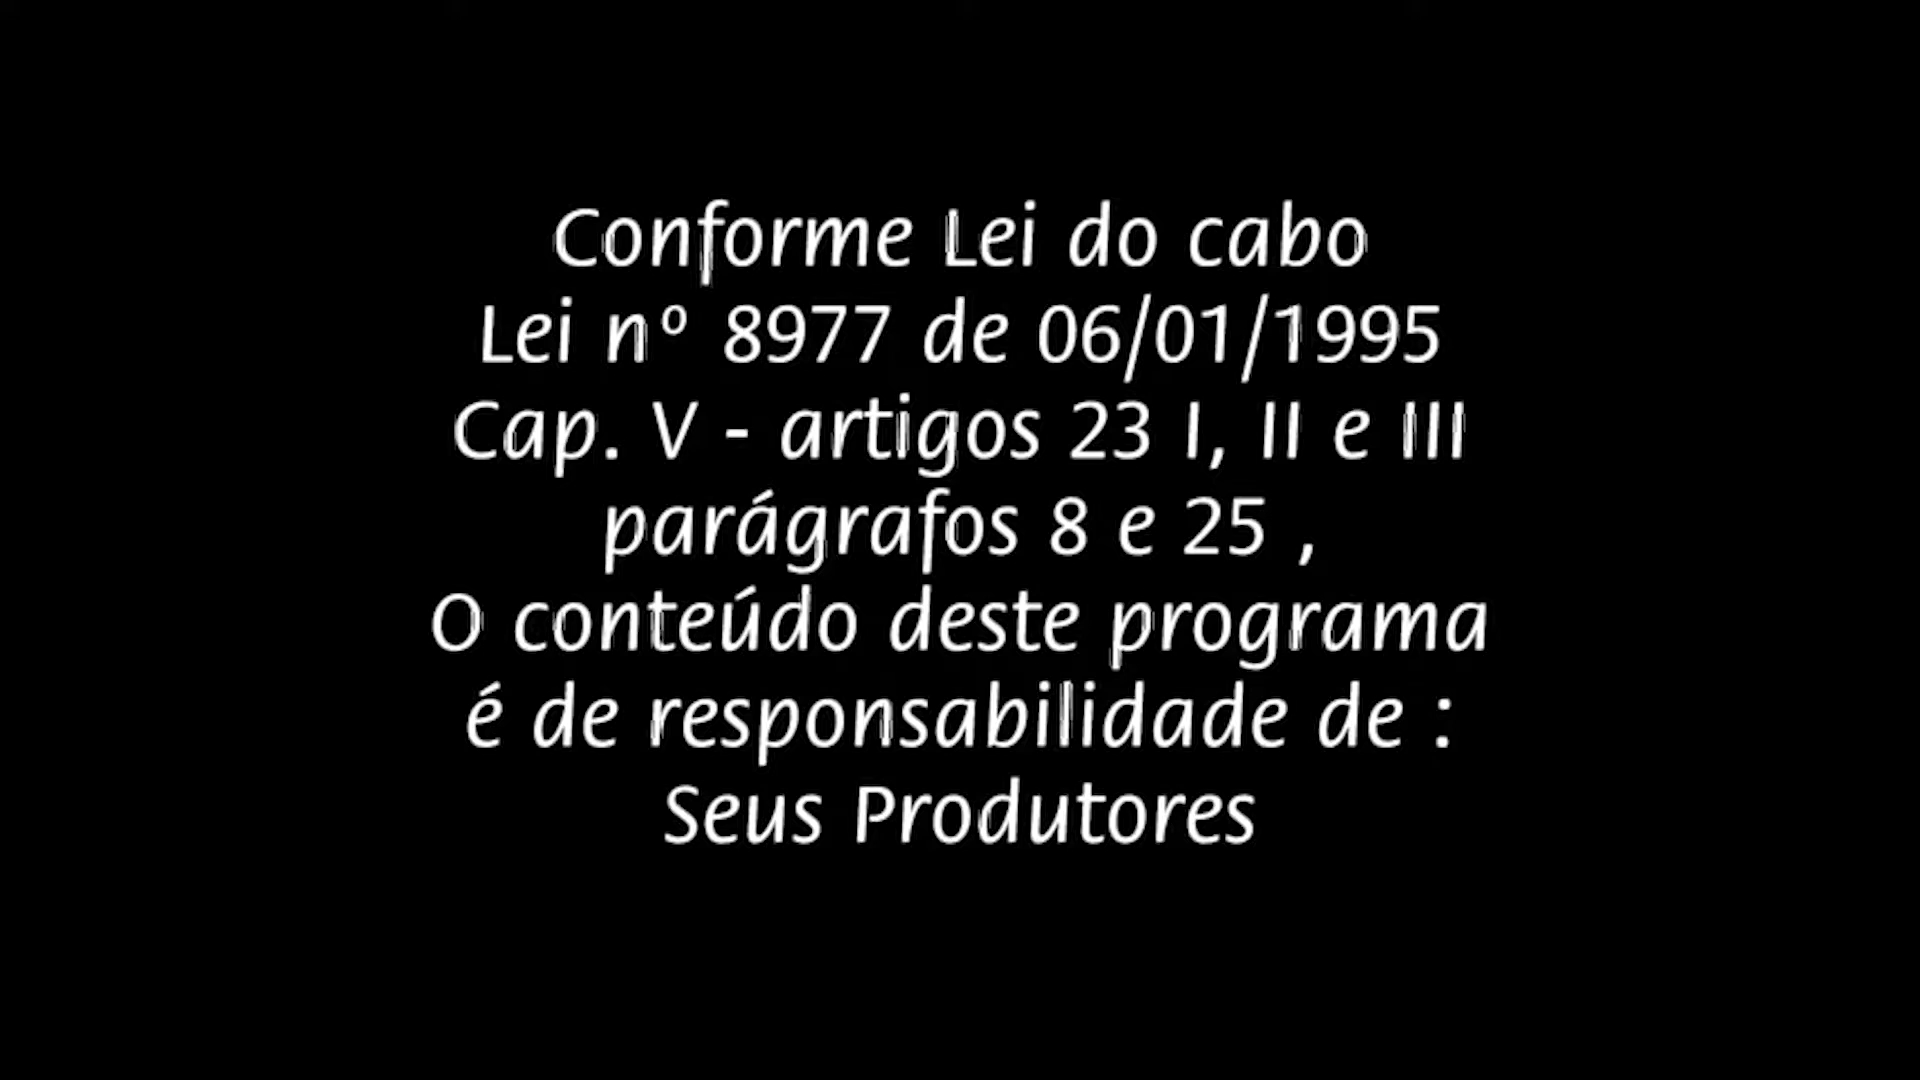 Conforme Lei do cabo
Lei nº 8977 de 06/01/1995
Cap. V - artigos 23 I, II e III
parágrafos 8 e 25 ,
O conteúdo deste programa
é de responsabilidade de :
Seus Produtores